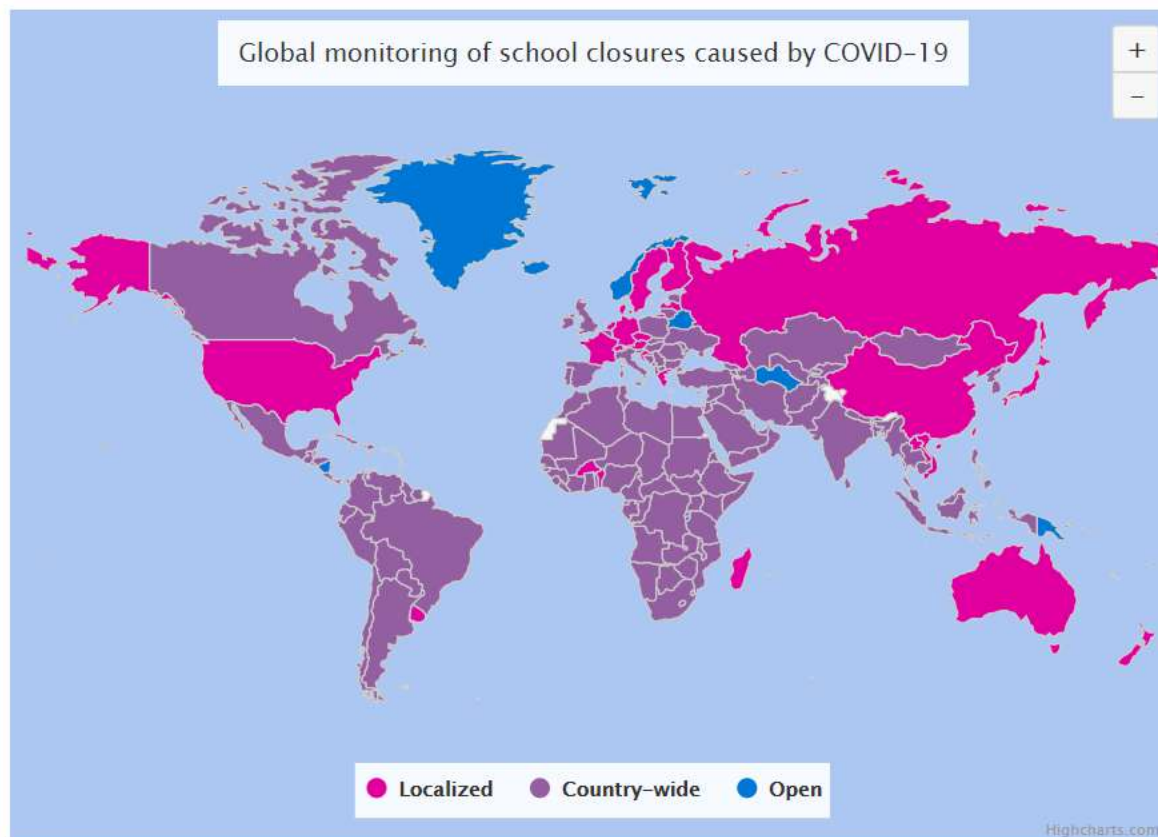 Global monitoring of school closures caused by COVID-19
+
−
Localized
Country-wide
Open
Highcharts.com